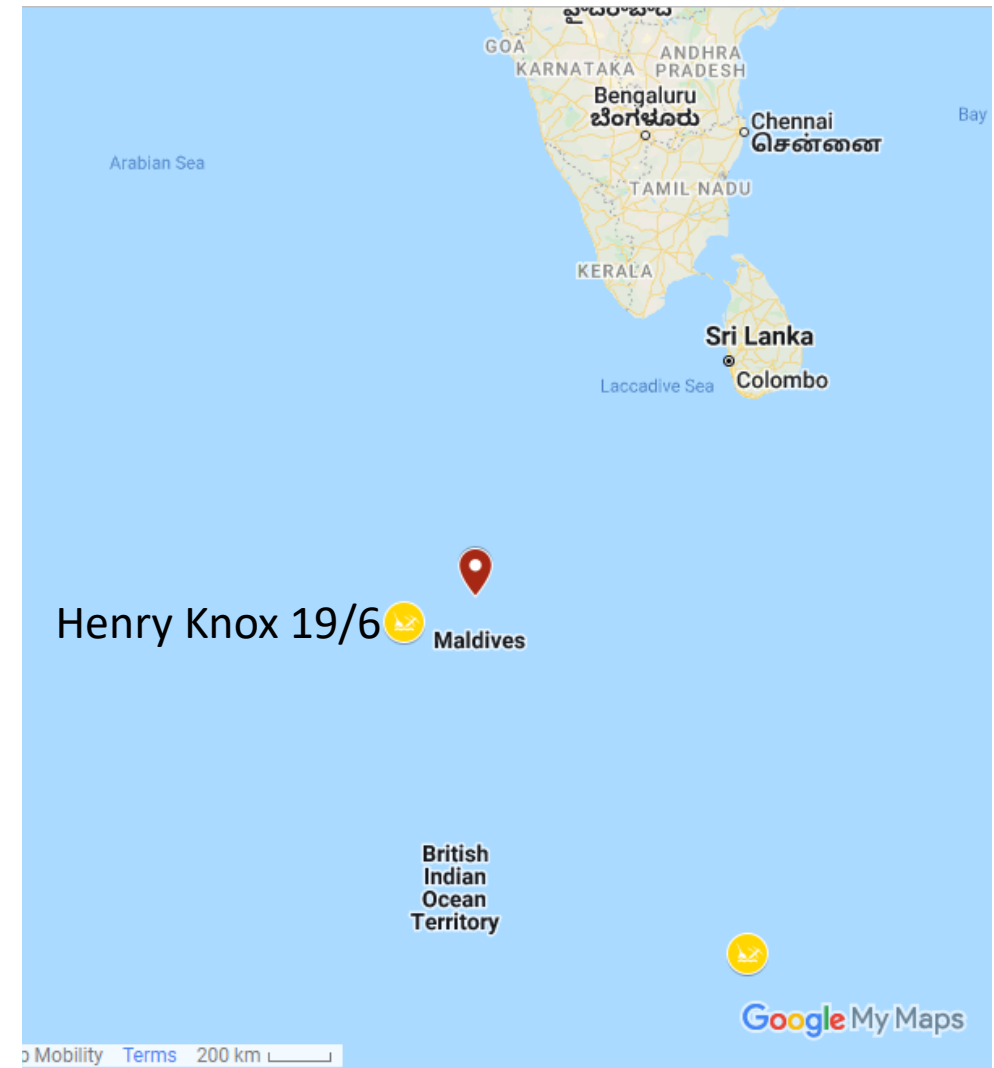 GOA
ANDHRA
KARNATAKA
PRADESH
Bengaluru
ಬೆಂಗಳೂರು
Chennai
சென்னை
Bay
Arabian Sea
TAMIL NADU
KERALA
Sri Lanka
Laccadive Sea
Colombo
Henry Knox 19/6
Maldives
British
Indian
Ocean
Territory
Google My Maps
Mobility Terms 200 km